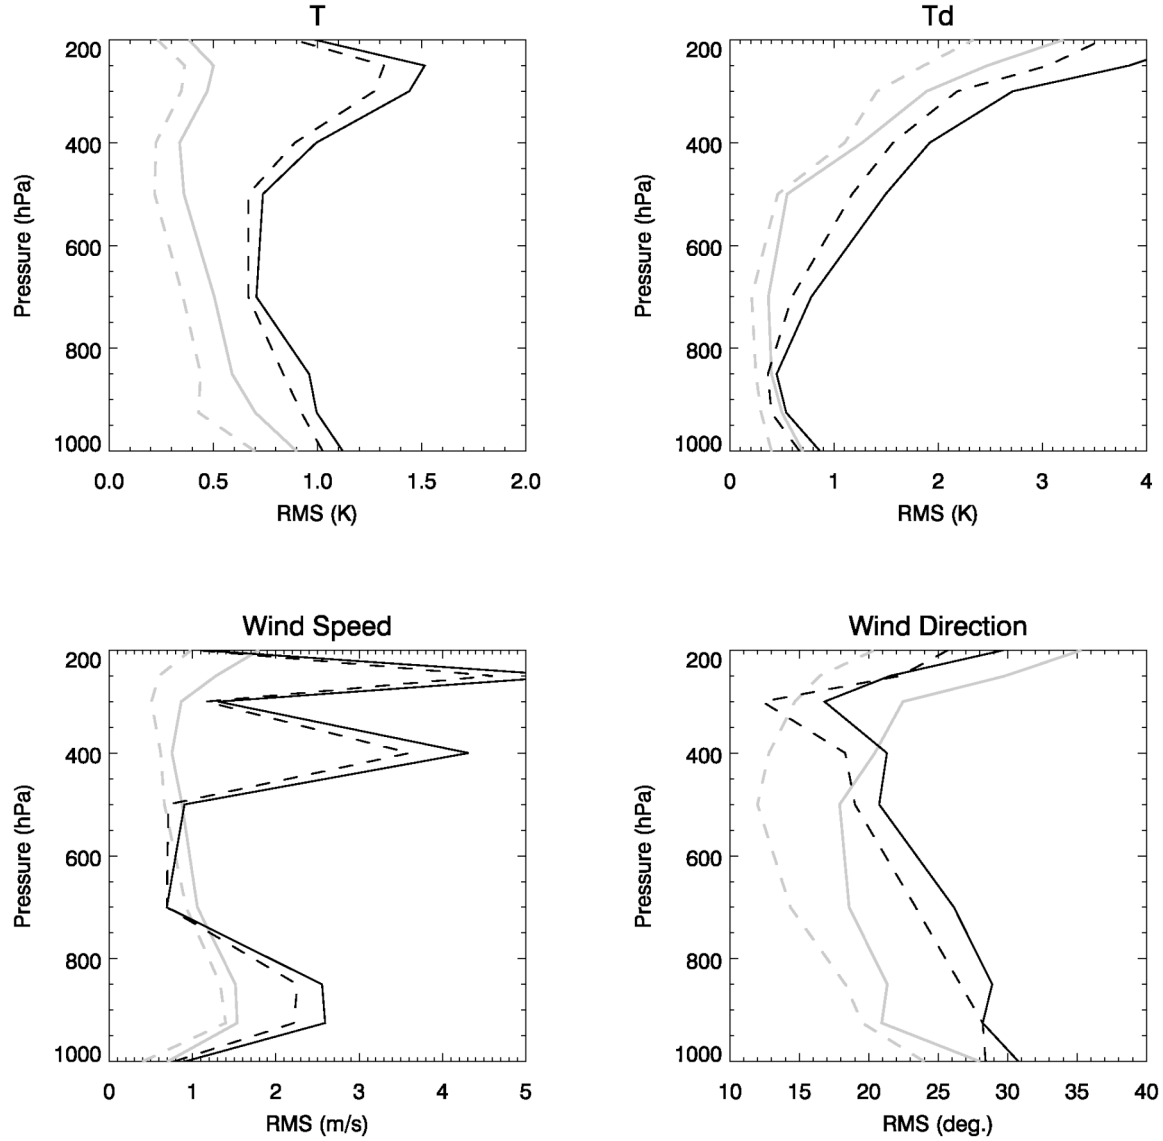 T
200
400
600
800
1000
Pressure (hPa)
0.0 0.5 1.0 1.5 2.0
RMS (K)
Td
200
400
600
800
1000
Pressure (hPa)
0 1 2 3 4
RMS (K)
Wind Speed
200
400
600
800
1000
Pressure (hPa)
0 1 2 3 4 5
RMS (m/s)
Wind Direction
200
400
600
800
1000
Pressure (hPa)
10 15 20 25 30 35 40
RMS (deg.)